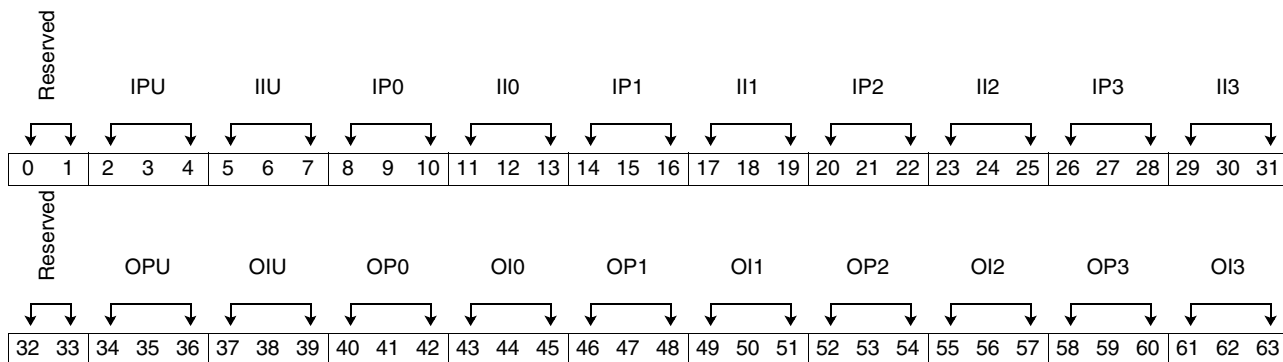 Reserved IPU IIU IP0 II0 IP1 II1 IP2 II2 IP3 II3
0 1 2 3 4 5 6 7 8 9 10 11 12 13 14 15 16 17 18 19 20 21 22 23 24 25 26 27 28 29 30 31
Reserved OPU OIU OP0 OI0 OP1 OI1 OP2 OI2 OP3 OI3
32 33 34 35 36 37 38 39 40 41 42 43 44 45 46 47 48 49 50 51 52 53 54 55 56 57 58 59 60 61 62 63